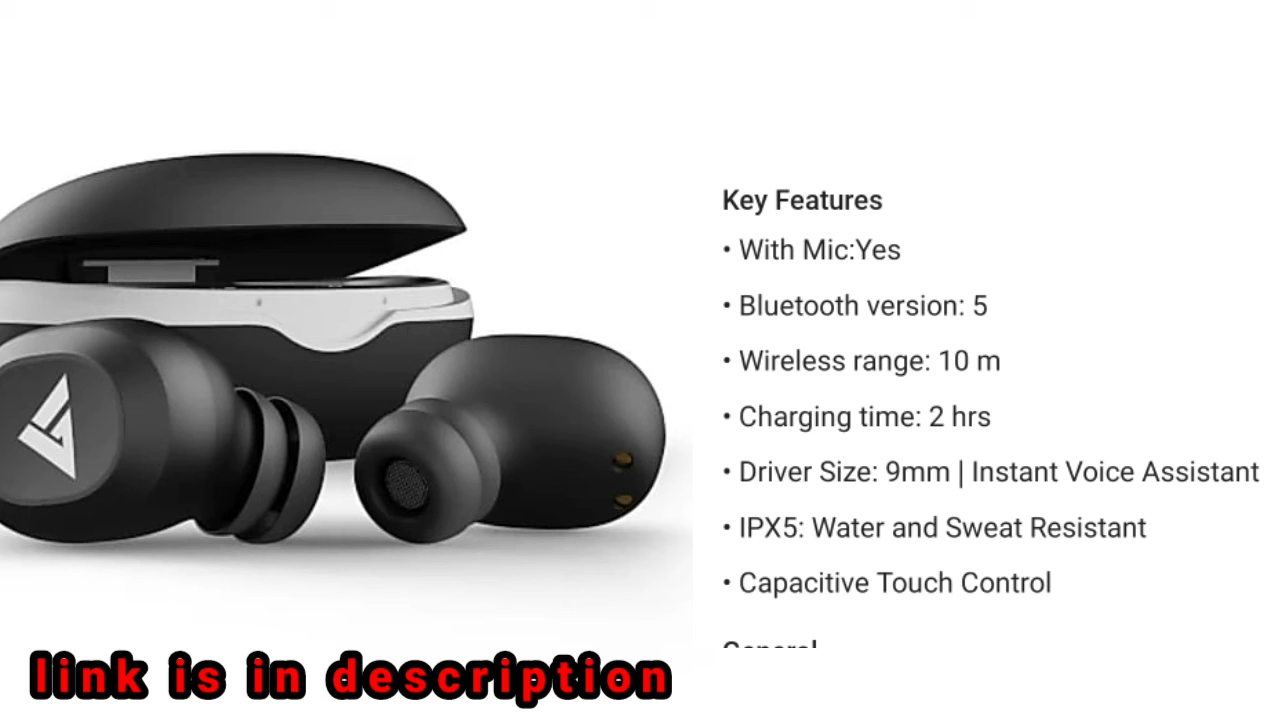 Key Features
• With Mic:Yes
• Bluetooth version: 5
• Wireless range: 10 m
• Charging time: 2 hrs
• Driver Size: 9mm | Instant Voice Assistant
• IPX5: Water and Sweat Resistant
• Capacitive Touch Control
General
link is in description